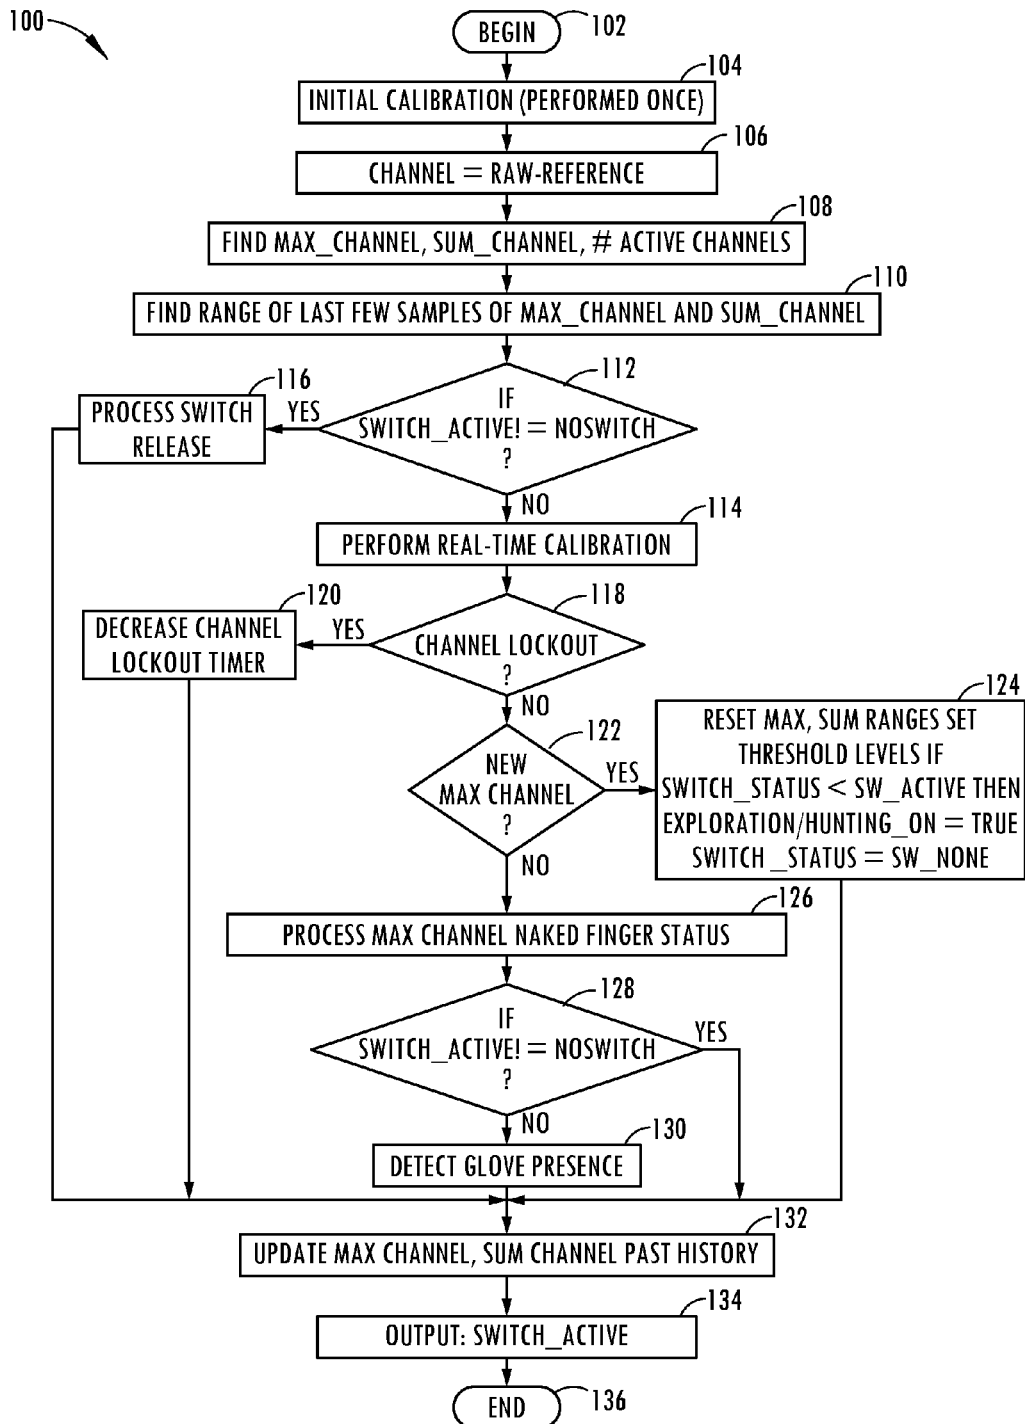 100
BEGIN
102
104
INITIAL CALIBRATION (PERFORMED ONCE)
106
CHANNEL = RAW-REFERENCE
108
FIND MAX_CHANNEL, SUM_CHANNEL, # ACTIVE CHANNELS
110
FIND RANGE OF LAST FEW SAMPLES OF MAX_CHANNEL AND SUM_CHANNEL
112
IF
SWITCH_ACTIVE! = NOSWITCH
?
YES
116
PROCESS SWITCH
RELEASE
NO
114
PERFORM REAL-TIME CALIBRATION
118
CHANNEL LOCKOUT
?
YES
120
DECREASE CHANNEL
LOCKOUT TIMER
NO
122
NEW
MAX CHANNEL
?
YES
124
RESET MAX, SUM RANGES SET
THRESHOLD LEVELS IF
SWITCH_STATUS < SW_ACTIVE THEN
EXPLORATION/HUNTING_ON = TRUE
SWITCH _STATUS = SW_NONE
NO
126
PROCESS MAX CHANNEL NAKED FINGER STATUS
128
IF
SWITCH_ACTIVE! = NOSWITCH
?
YES
NO
130
DETECT GLOVE PRESENCE
132
UPDATE MAX CHANNEL, SUM CHANNEL PAST HISTORY
134
OUTPUT: SWITCH_ACTIVE
END
136